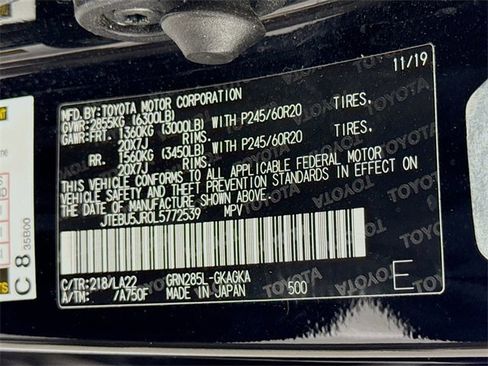 11/19
MFD. BY: TOYOTA MOTOR CORPORATION
GVWR: 2855KG (6300LB)
GAWR: FRT. 1360KG (3000LB) WITH P245/60R20 TIRES,
20X7J RIMS.
RR. 1560KG (3450LB) WITH P245/60R20 TIRES,
20X7J RIMS.
THIS VEHICLE CONFORMS TO ALL APPLICABLE FEDERAL MOTOR
VEHICLE SAFETY AND THEFT PREVENTION STANDARDS IN EFFECT ON
THE DATE OF MANUFACTURE SHOWN ABOVE.
JTEBU5JR0L5772539 MPV
C/TR: 218/LA22 GRN285L-GKAGKA
A/TM: /A750F MADE IN JAPAN 500
E
C 8 35B00
TOYOTA